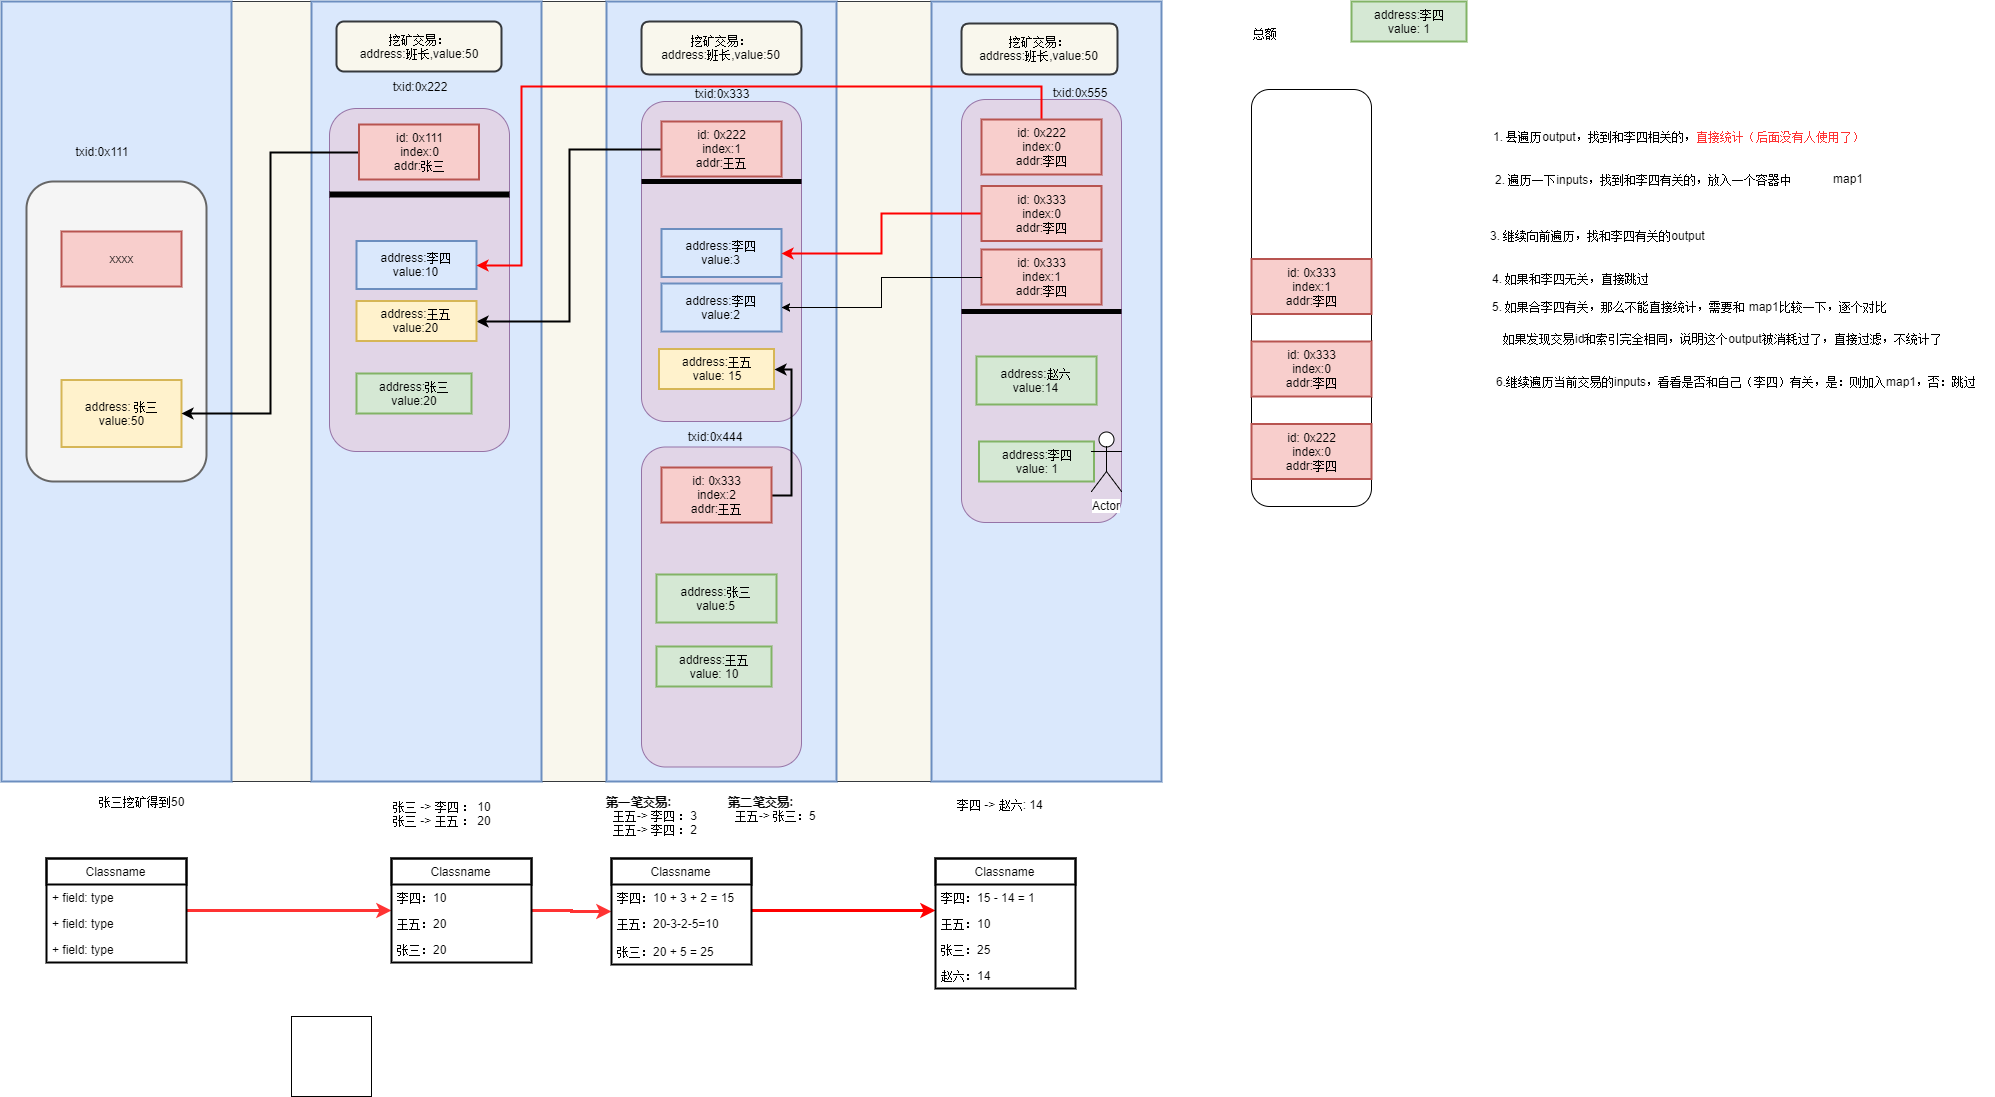 txid:0x111
xxxx
address: 张三
value:50
挖矿交易：
address:班长,value:50
txid:0x222
id: 0x111
index:0
addr:张三
address:李四
value:10
address:王五
value:20
address:张三
value:20
挖矿交易：
address:班长,value:50
txid:0x333
id: 0x222
index:1
addr:王五
address:李四
value:3
address:李四
value:2
address:王五
value: 15
txid:0x444
id: 0x333
index:2
addr:王五
address:张三
value:5
address:王五
value: 10
挖矿交易：
address:班长,value:50
txid:0x555
id: 0x222
index:0
addr:李四
id: 0x333
index:0
addr:李四
id: 0x333
index:1
addr:李四
address:赵六
value:14
address:李四
value: 1
Actor
总额
address:李四
value: 1
id: 0x333
index:1
addr:李四
id: 0x333
index:0
addr:李四
id: 0x222
index:0
addr:李四
1. 县遍历output，找到和李四相关的，直接统计（后面没有人使用了）
2. 遍历一下inputs，找到和李四有关的，放入一个容器中 map1
3. 继续向前遍历，找和李四有关的output
4. 如果和李四无关，直接跳过
5. 如果合李四有关，那么不能直接统计，需要和 map1比较一下，逐个对比
如果发现交易id和索引完全相同，说明这个output被消耗过了，直接过滤，不统计了
6.继续遍历当前交易的inputs，看看是否和自己（李四）有关，是：则加入map1，否：跳过
张三挖矿得到50
张三 -> 李四 ： 10
张三 -> 王五 ： 20
第一笔交易:
王五-> 李四 ：3
王五-> 李四 ：2
第二笔交易:
王五-> 张三：5
李四 -> 赵六: 14
Classname
+ field: type
+ field: type
+ field: type
Classname
李四：10
王五：20
张三：20
Classname
李四：10 + 3 + 2 = 15
王五：20-3-2-5=10
张三：20 + 5 = 25
Classname
李四：15 - 14 = 1
王五：10
张三：25
赵六：14